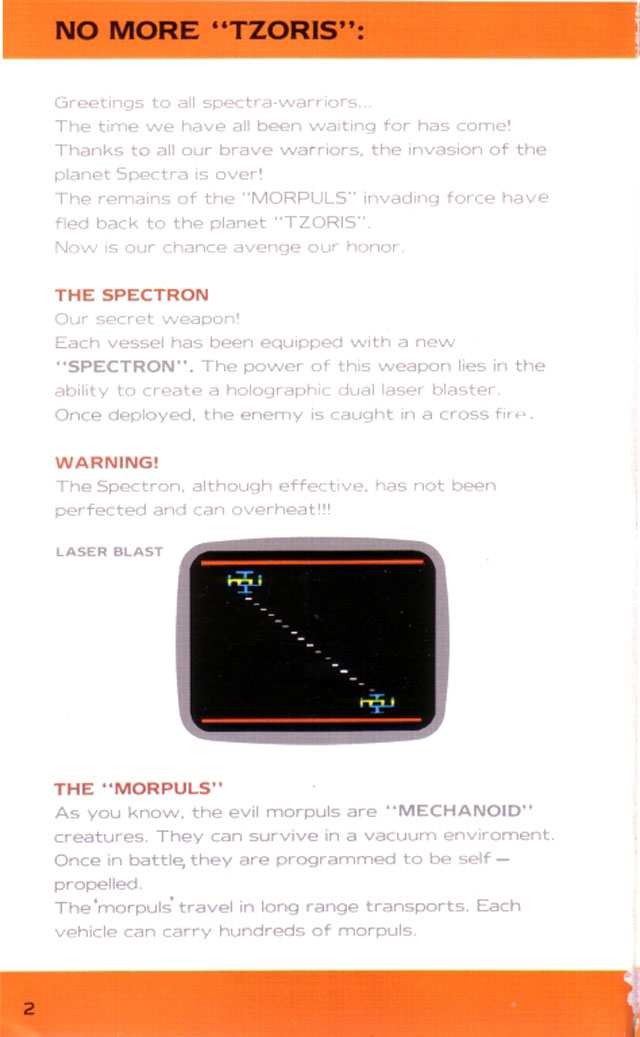 NO MORE “TZORIS”:
Greetings to all spectra-warriors...
The time we have all been waiting for has come!
Thanks to all our brave warriors, the invasion of the
planet Spectra is over!
The remains of the “MORPULS” invading force have
fled back to the planet “TZORIS”.
Now is our chance avenge our honor.
THE SPECTRON
Our secret weapon!
Each vessel has been equipped with a new
“SPECTRON”. The power of this weapon lies in the
ability to create a holographic dual laser blaster.
Once deployed, the enemy is caught in a cross fire.
WARNING!
The Spectron, although effective, has not been
perfected and can overheat!!!
LASER BLAST
THE “MORPULS”
As you know, the evil morpuls are “MECHANOID”
creatures. They can survive in a vacuum enviroment.
Once in battle, they are programmed to be self —
propelled.
The 'morpuls' travel in long range transports. Each
vehicle can carry hundreds of morpuls.
2